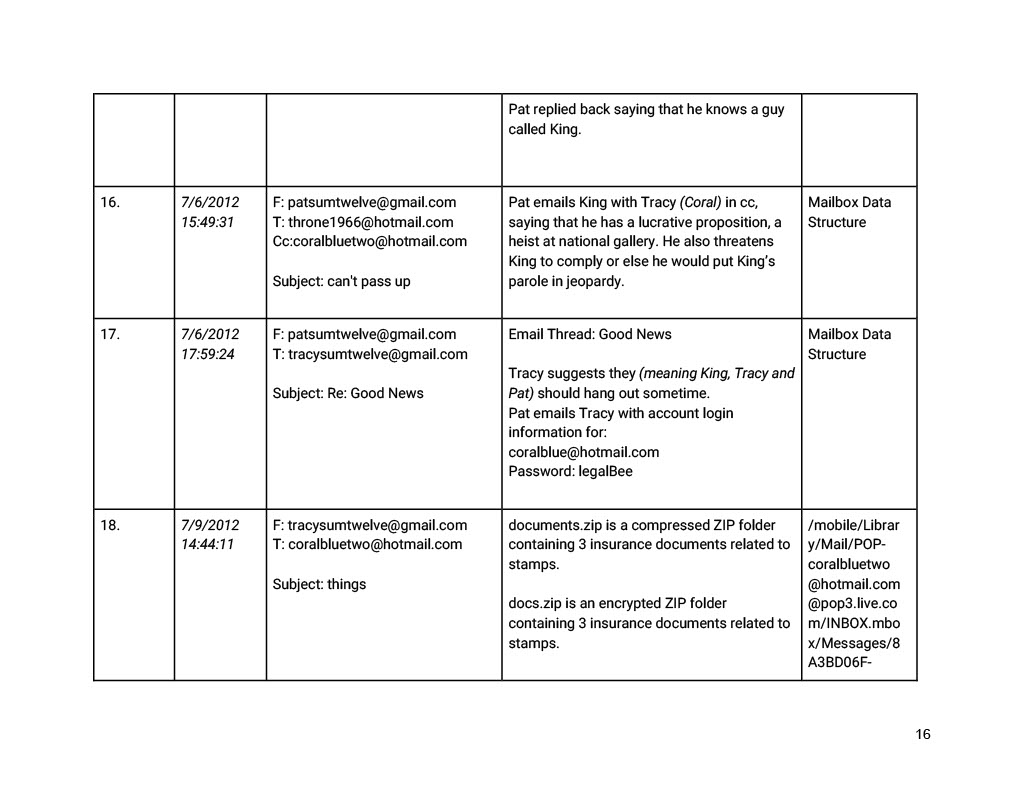 Pat replied back saying that he knows a guy
called King.
16.
7/6/2012
15:49:31
F: patsumtwelve@gmail.com
T: throne1966@hotmail.com
Cc:coralbluetwo@hotmail.com
Subject: can't pass up
Pat emails King with Tracy (Coral) in cc,
saying that he has a lucrative proposition, a
heist at national gallery. He also threatens
King to comply or else he would put King’s
parole in jeopardy.
Mailbox Data
Structure
17.
7/6/2012
17:59:24
F: patsumtwelve@gmail.com
T: tracysumtwelve@gmail.com
Subject: Re: Good News
Email Thread: Good News
Tracy suggests they (meaning King, Tracy and
Pat) should hang out sometime.
Pat emails Tracy with account login
information for:
coralblue@hotmail.com
Password: legalBee
Mailbox Data
Structure
18.
7/9/2012
14:44:11
F: tracysumtwelve@gmail.com
T: coralbluetwo@hotmail.com
Subject: things
documents.zip is a compressed ZIP folder
containing 3 insurance documents related to
stamps.
docs.zip is an encrypted ZIP folder
containing 3 insurance documents related to
stamps.
/mobile/Librar
y/Mail/POP-
coralbluetwo
@hotmail.com
@pop3.live.co
m/INBOX.mbo
x/Messages/8
A3BD06F-
16